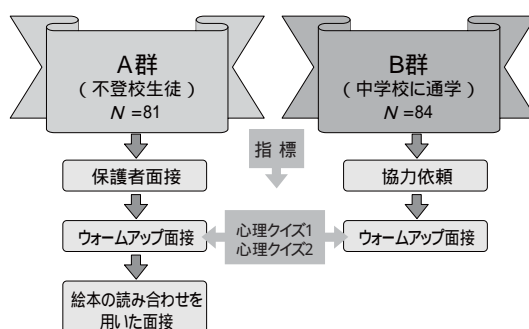 A群
(不登校生徒)
N =81
B群
(中学校に通学)
N =84
指 標
保護者面接
協力依頼
ウォームアップ面接
心理クイズ1
心理クイズ2
ウォームアップ面接
絵本の読み合わせを
用いた面接